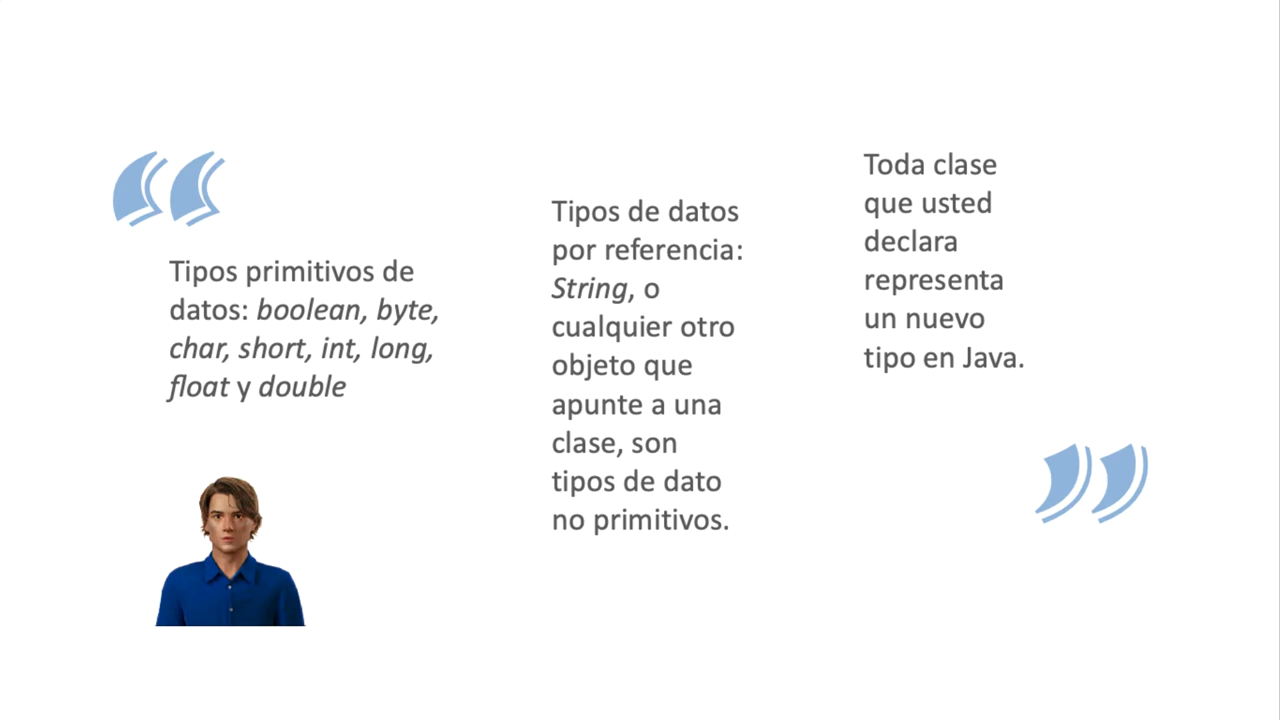 Tipos primitivos de
datos: boolean, byte,
char, short, int, long,
float y double
Tipos de datos
por referencia:
String, o
cualquier otro
objeto que
apunte a una
clase, son
tipos de dato
no primitivos.
Toda clase
que usted
declara
representa
un nuevo
tipo en Java.